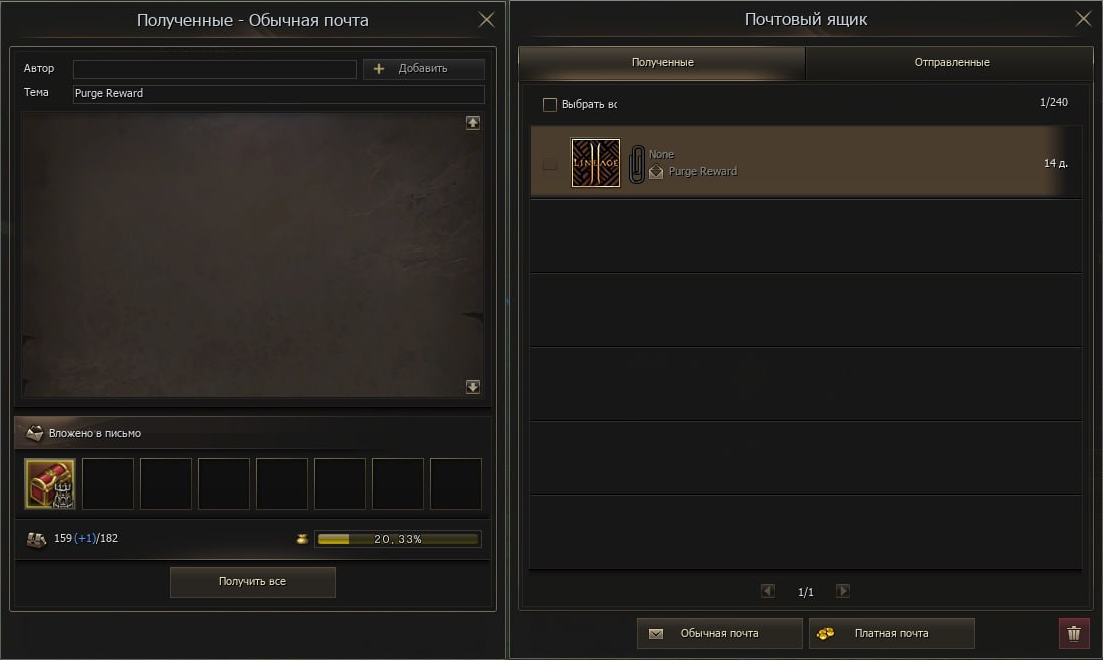 Полученные - Обычная почта
Автор
Добавить
Тема
Purge Reward
Вложено в письмо
159 (+1)/182
20, 33%
Получить все
Почтовый ящик
Полученные
Отправленные
Выбрать вс
1/240
LINEAGE
None
Purge Reward
14 д.
1/1
Обычная почта
Платная почта